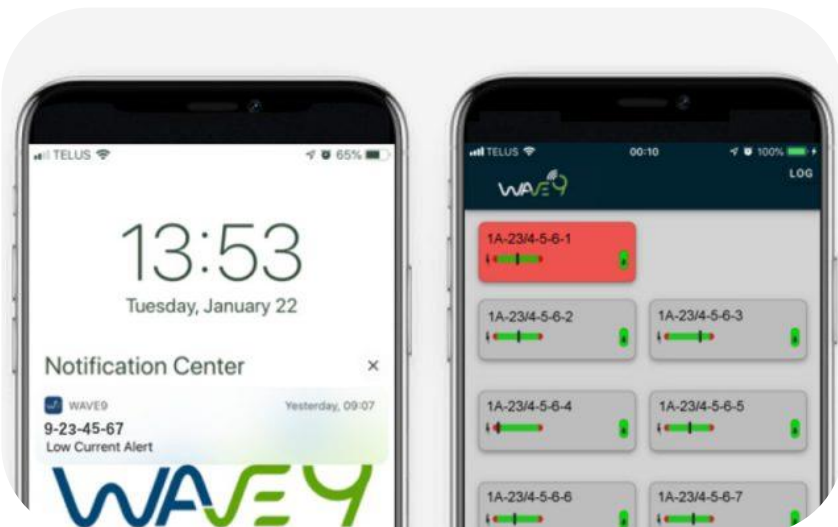 TELUS
65%
13:53
Tuesday, January 22
Notification Center
×
WAVE9
Yesterday, 09:07
9-23-45-67
Low Current Alert
WAVE9
TELUS
00:10
100%
WAVE9
LOG
1A-23/4-5-6-1
1A-23/4-5-6-2
1A-23/4-5-6-3
1A-23/4-5-6-4
1A-23/4-5-6-5
1A-23/4-5-6-6
1A-23/4-5-6-7